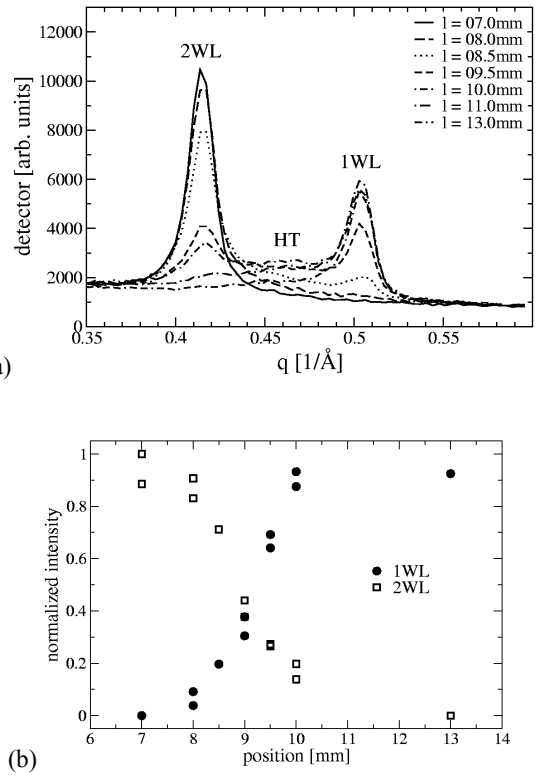 12000
10000
8000
6000
4000
2000
0
detector [arb. units]
2WL
HT
1WL
l = 07.0mm
l = 08.0mm
l = 08.5mm
l = 09.5mm
l = 10.0mm
l = 11.0mm
l = 13.0mm
0.35 0.4 0.45 0.5 0.55
q [1/Å]
a)
1
0.8
0.6
0.4
0.2
0
normalized intensity
1WL
2WL
6 7 8 9 10 11 12 13 14
position [mm]
(b)